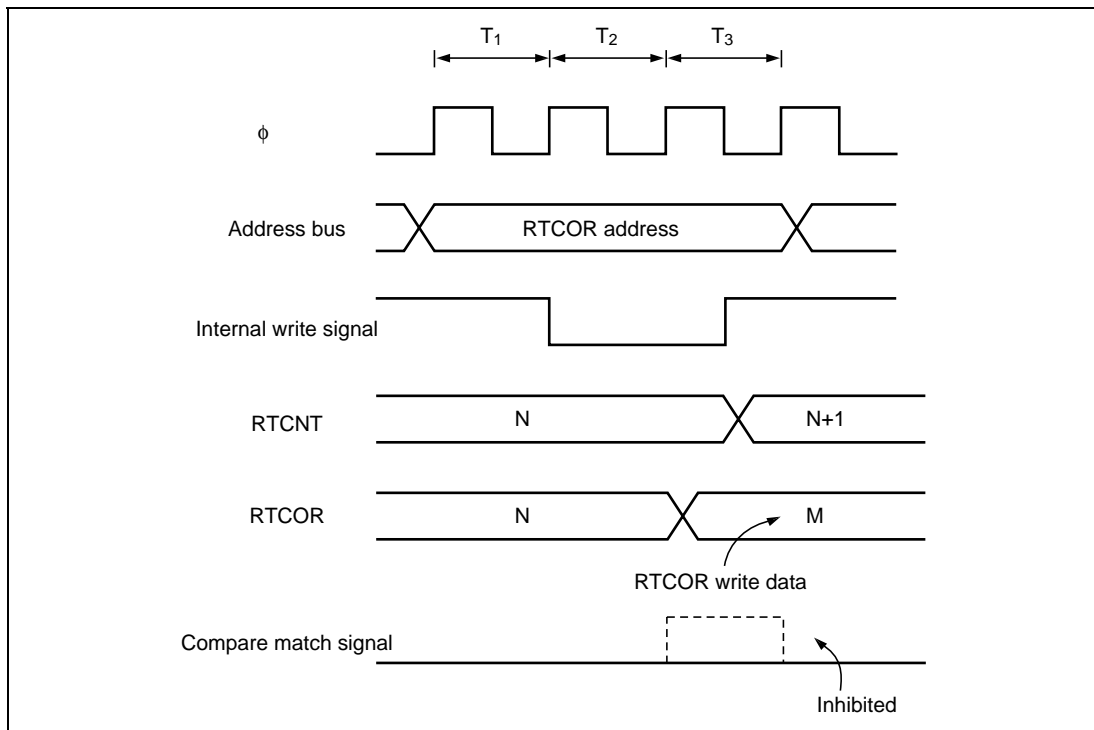 T1 T2 T3
ϕ
Address bus RTCOR address
Internal write signal
RTCNT N N+1
RTCOR N M
RTCOR write data
Compare match signal
Inhibited